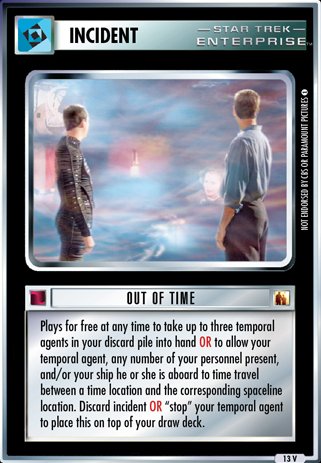 INCIDENT
STAR TREK
ENTERPRISE™
NOT ENDORSED BY CBS OR PARAMOUNT PICTURES
OUT OF TIME
Plays for free at any time to take up to three temporal
agents in your discard pile into hand OR to allow your
temporal agent, any number of your personnel present,
and/or your ship he or she is aboard to time travel
between a time location and the corresponding spaceline
location. Discard incident OR “stop” your temporal agent
to place this on top of your draw deck.
13 V